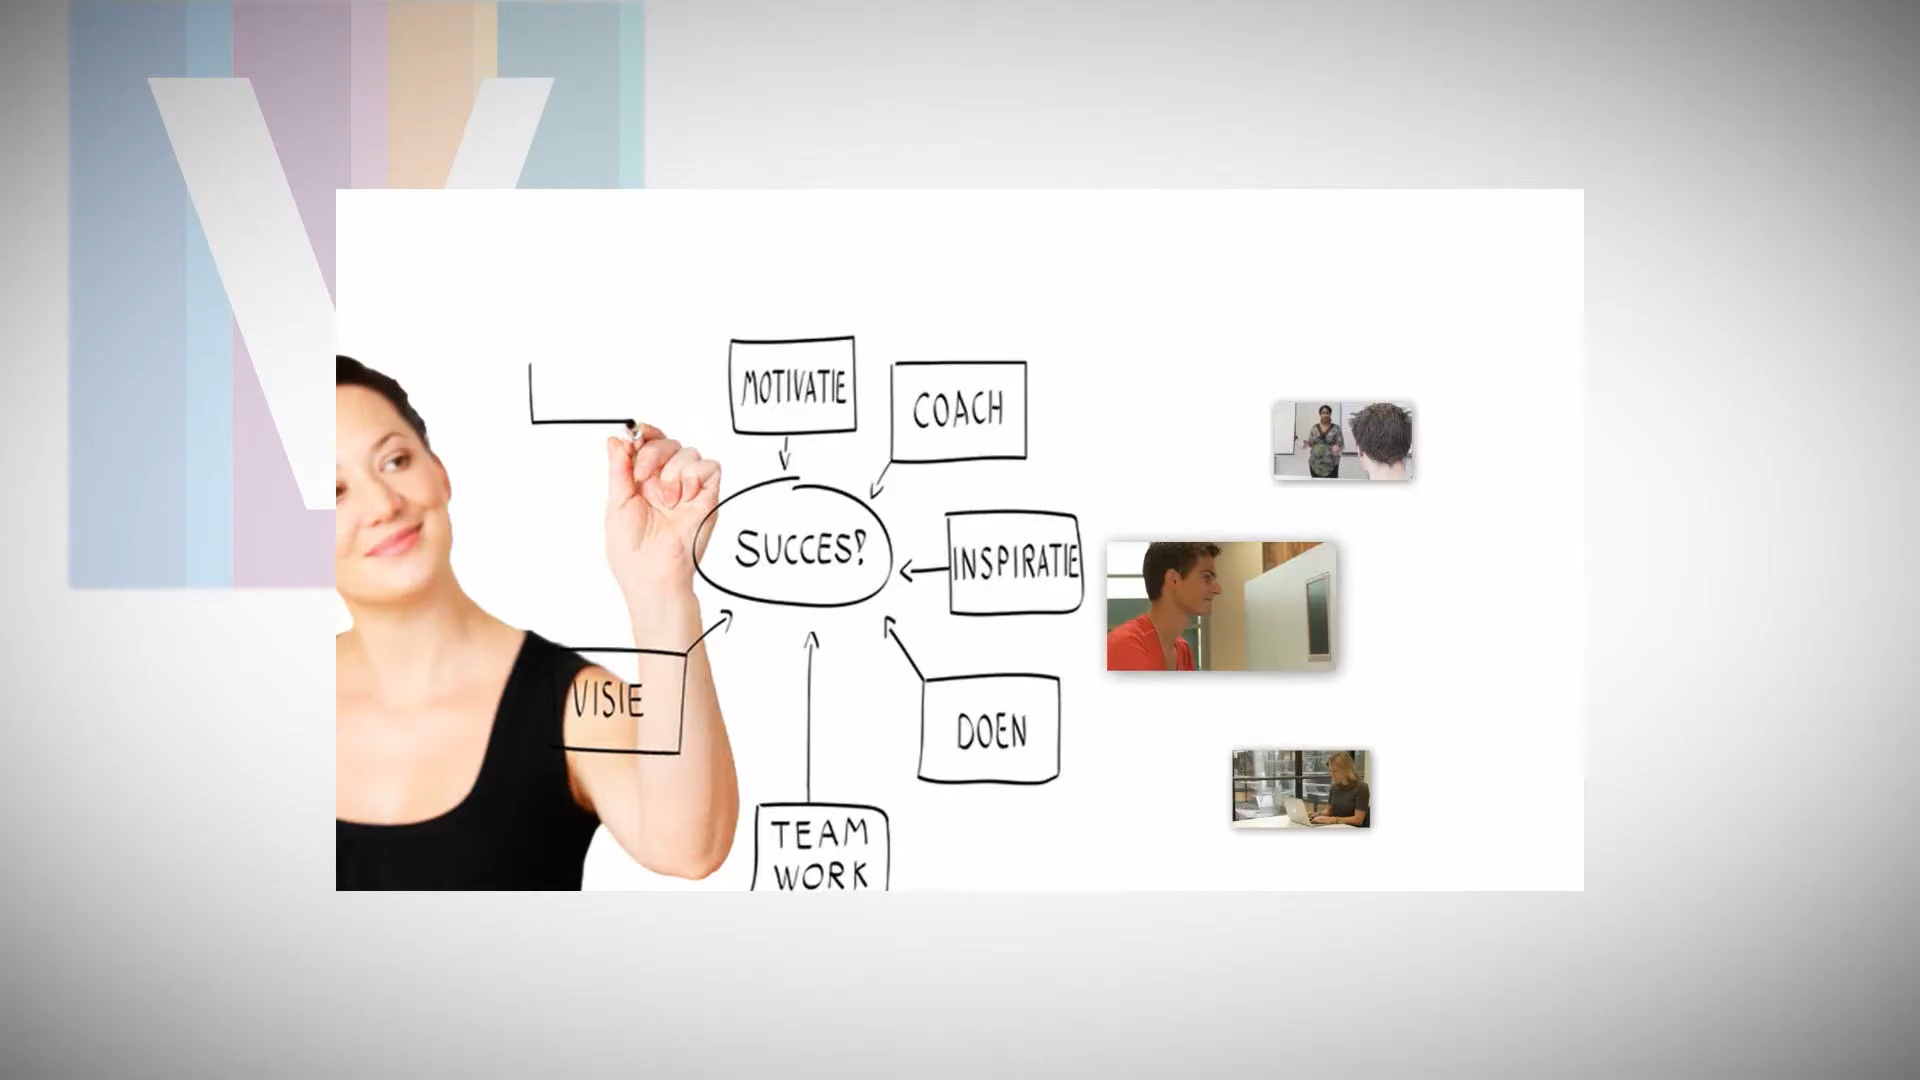 V
MOTIVATIE
COACH
SUCCES?
INSPIRATIE
VISIE
DOEN
TEAM
WORK